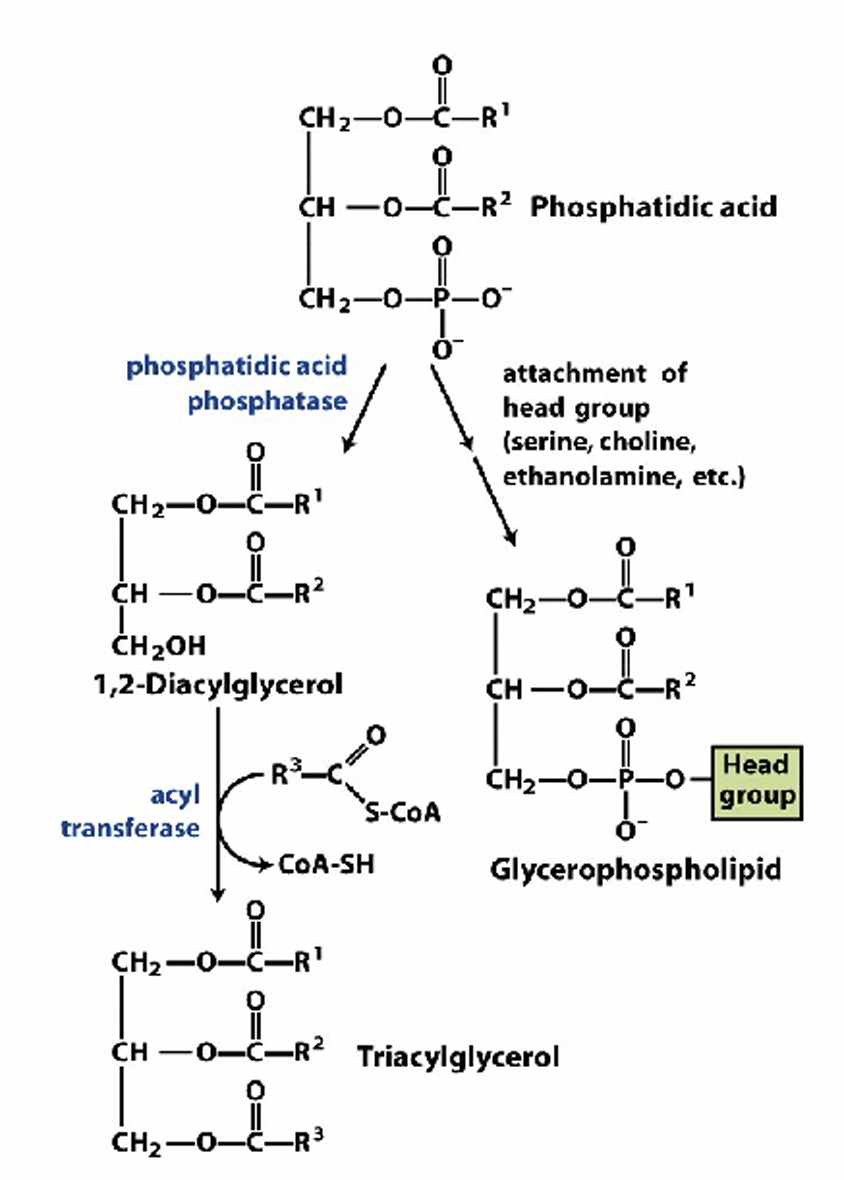 O
CH₂—O—C—R¹
O
CH—O—C—R² Phosphatidic acid
O
CH₂—O—P—O⁻
O⁻
phosphatidic acid
phosphatase
attachment of
head group
(serine, choline,
ethanolamine, etc.)
O
CH₂—O—C—R¹
O
CH—O—C—R²
CH₂OH
1,2-Diacylglycerol
O
CH₂—O—C—R¹
O
CH—O—C—R²
O
CH₂—O—P—O— Head
group
O⁻
Glycerophospholipid
acyl
transferase
O
R³—C
S-CoA
CoA-SH
O
CH₂—O—C—R¹
O
CH—O—C—R² Triacylglycerol
O
CH₂—O—C—R³